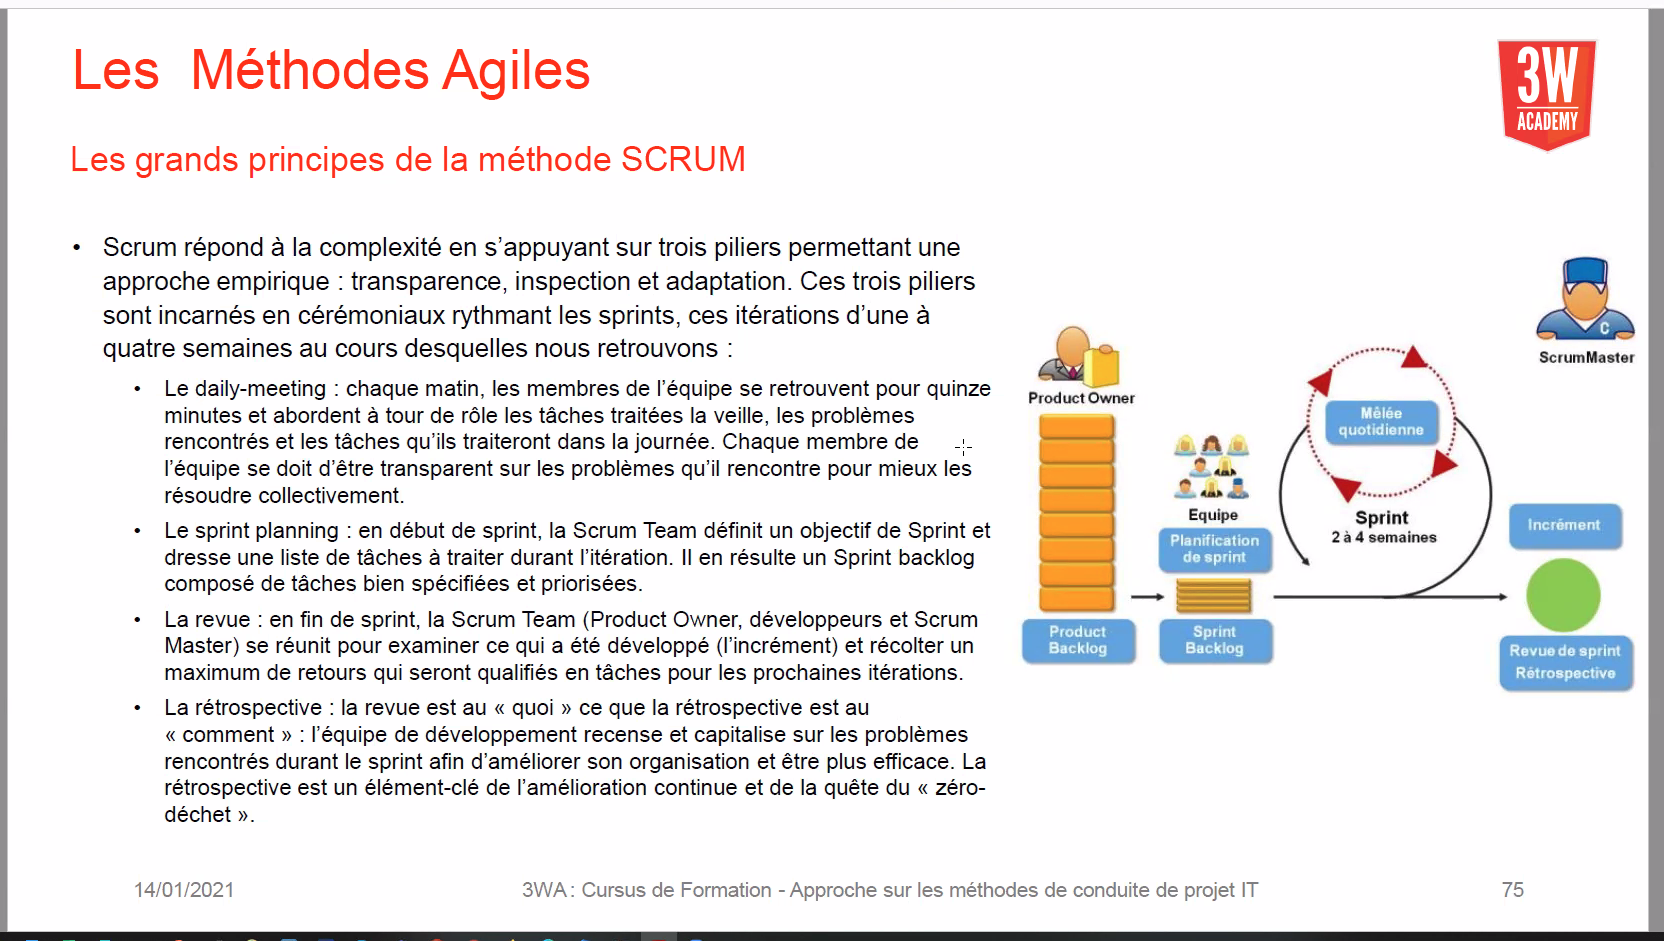 Les Méthodes Agiles
3W
ACADEMY
Les grands principes de la méthode SCRUM
• Scrum répond à la complexité en s’appuyant sur trois piliers permettant une
approche empirique : transparence, inspection et adaptation. Ces trois piliers
sont incarnés en cérémoniaux rythmant les sprints, ces itérations d’une à
quatre semaines au cours desquelles nous retrouvons :
• Le daily-meeting : chaque matin, les membres de l’équipe se retrouvent pour quinze
minutes et abordent à tour de rôle les tâches traitées la veille, les problèmes
rencontrés et les tâches qu’ils traiteront dans la journée. Chaque membre de
l’équipe se doit d’être transparent sur les problèmes qu’il rencontre pour mieux les
résoudre collectivement.
• Le sprint planning : en début de sprint, la Scrum Team définit un objectif de Sprint et
dresse une liste de tâches à traiter durant l’itération. Il en résulte un Sprint backlog
composé de tâches bien spécifiées et priorisées.
• La revue : en fin de sprint, la Scrum Team (Product Owner, développeurs et Scrum
Master) se réunit pour examiner ce qui a été développé (l’incrément) et récolter un
maximum de retours qui seront qualifiés en tâches pour les prochaines itérations.
• La rétrospective : la revue est au « quoi » ce que la rétrospective est au
« comment » : l’équipe de développement recense et capitalise sur les problèmes
rencontrés durant le sprint afin d’améliorer son organisation et être plus efficace. La
rétrospective est un élément-clé de l’amélioration continue et de la quête du « zéro-
déchet ».
C
ScrumMaster
Product Owner
Mêlée
quotidienne
Equipe
Sprint
2 à 4 semaines
Planification
de sprint
Incrément
Product
Backlog
Sprint
Backlog
Revue de sprint
Rétrospective
14/01/2021
3WA : Cursus de Formation - Approche sur les méthodes de conduite de projet IT
75